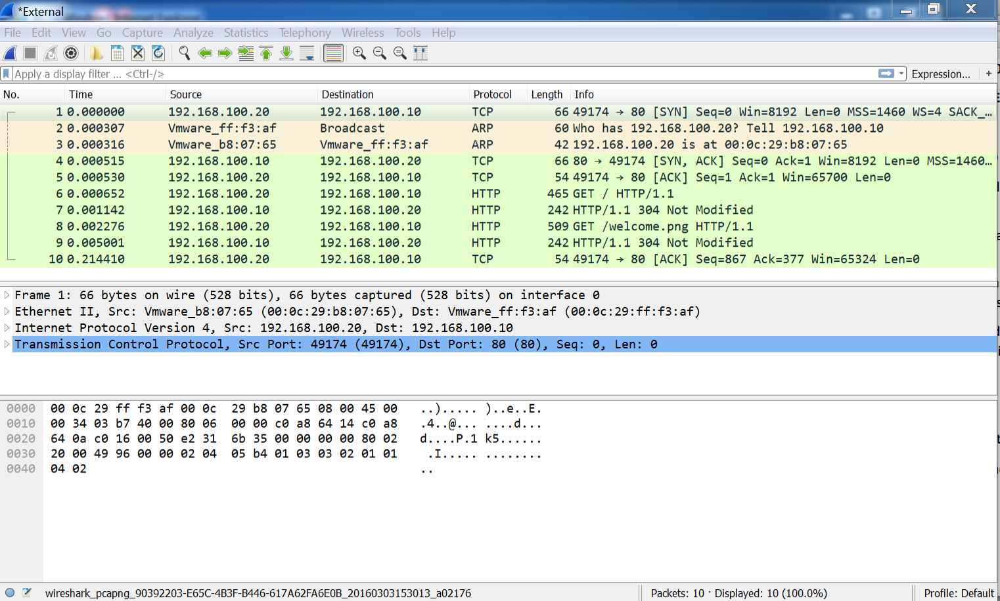 *External
File Edit View Go Capture Analyze Statistics Telephony Wireless Tools Help
Apply a display filter ... <Ctrl-/> Expression... +
No. Time Source Destination Protocol Length Info
1 0.000000 192.168.100.20 192.168.100.10 TCP 66 49174 → 80 [SYN] Seq=0 Win=8192 Len=0 MSS=1460 WS=4 SACK_…
2 0.000307 Vmware_ff:f3:af Broadcast ARP 60 Who has 192.168.100.20? Tell 192.168.100.10
3 0.000316 Vmware_b8:07:65 Vmware_ff:f3:af ARP 42 192.168.100.20 is at 00:0c:29:b8:07:65
4 0.000515 192.168.100.10 192.168.100.20 TCP 66 80 → 49174 [SYN, ACK] Seq=0 Ack=1 Win=8192 Len=0 MSS=1460…
5 0.000530 192.168.100.20 192.168.100.10 TCP 54 49174 → 80 [ACK] Seq=1 Ack=1 Win=65700 Len=0
6 0.000652 192.168.100.20 192.168.100.10 HTTP 465 GET / HTTP/1.1
7 0.001142 192.168.100.10 192.168.100.20 HTTP 242 HTTP/1.1 304 Not Modified
8 0.002276 192.168.100.20 192.168.100.10 HTTP 509 GET /welcome.png HTTP/1.1
9 0.005001 192.168.100.10 192.168.100.20 HTTP 242 HTTP/1.1 304 Not Modified
10 0.214410 192.168.100.20 192.168.100.10 TCP 54 49174 → 80 [ACK] Seq=867 Ack=377 Win=65324 Len=0
Frame 1: 66 bytes on wire (528 bits), 66 bytes captured (528 bits) on interface 0
Ethernet II, Src: Vmware_b8:07:65 (00:0c:29:b8:07:65), Dst: Vmware_ff:f3:af (00:0c:29:ff:f3:af)
Internet Protocol Version 4, Src: 192.168.100.20, Dst: 192.168.100.10
Transmission Control Protocol, Src Port: 49174 (49174), Dst Port: 80 (80), Seq: 0, Len: 0
0000 00 0c 29 ff f3 af 00 0c 29 b8 07 65 08 00 45 00 ..)..... )..e..E.
0010 00 34 03 b7 40 00 80 06 00 00 c0 a8 64 14 c0 a8 .4..@... ....d...
0020 64 0a c0 16 00 50 e2 31 6b 35 00 00 00 00 80 02 d....P.1 k5......
0030 20 00 49 96 00 00 02 04 05 b4 01 03 03 02 01 01 .I..... ........
0040 04 02 ..
wireshark_pcapng_90392203-E65C-4B3F-B446-617A62FA6E0B_20160303153013_a02176 Packets: 10 · Displayed: 10 (100.0%) Profile: Default